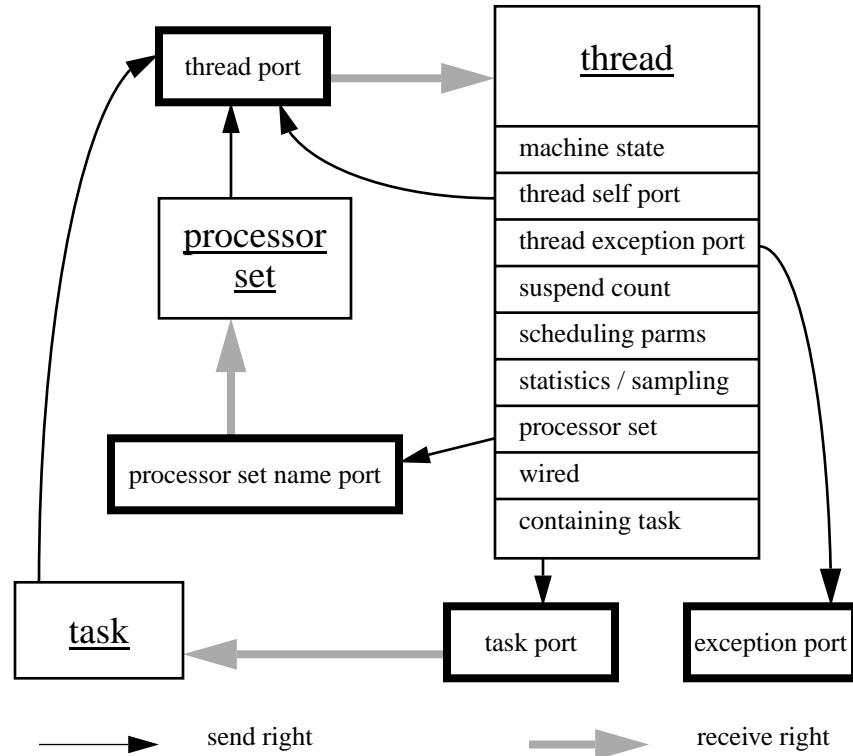 thread port
thread
machine state
thread self port
thread exception port
suspend count
scheduling parms
statistics / sampling
processor set
wired
containing task
processor
set
processor set name port
task
task port
exception port
send right
receive right